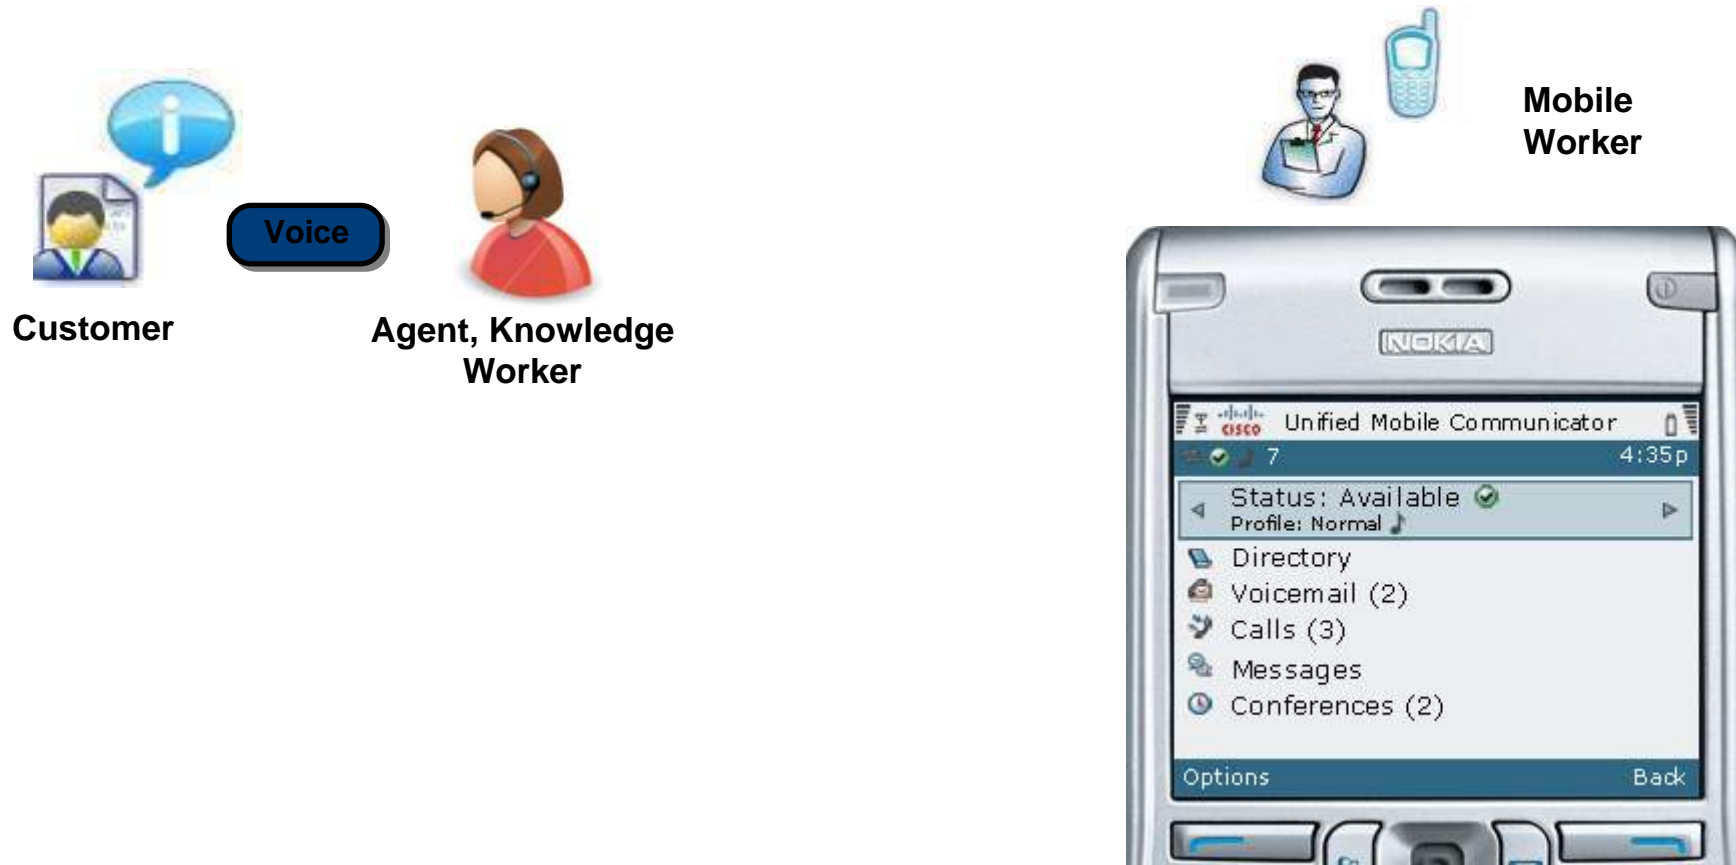 Mobile
Worker
Voice
Customer
Agent, Knowledge
Worker
NOKIA
CISCO Unified Mobile Communicator
7 4:35p
Status: Available
Profile: Normal
Directory
Voicemail (2)
Calls (3)
Messages
Conferences (2)
Options Back